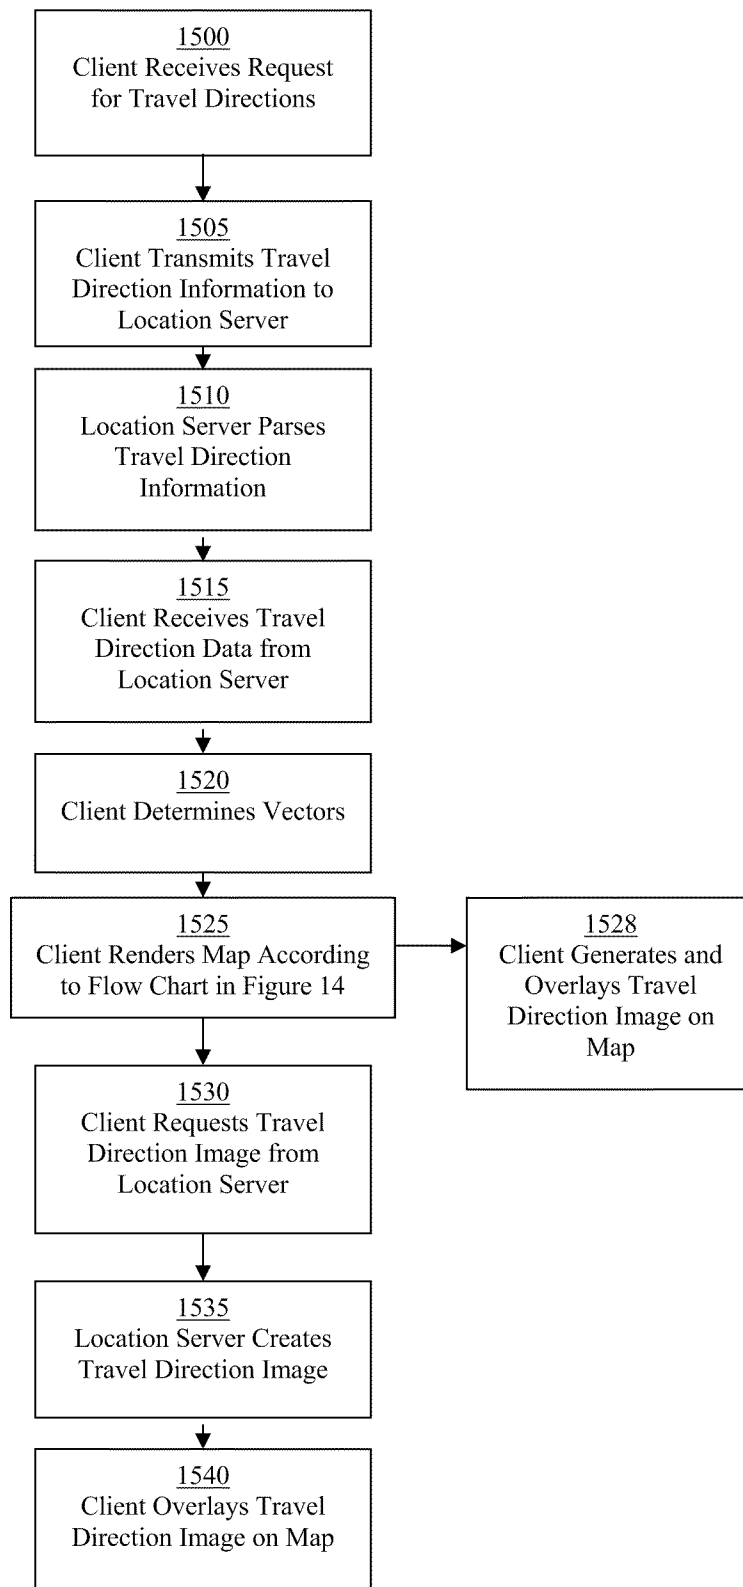 1500
Client Receives Request
for Travel Directions
1505
Client Transmits Travel
Direction Information to
Location Server
1510
Location Server Parses
Travel Direction
Information
1515
Client Receives Travel
Direction Data from
Location Server
1520
Client Determines Vectors
1525
Client Renders Map According
to Flow Chart in Figure 14
1528
Client Generates and
Overlays Travel
Direction Image on
Map
1530
Client Requests Travel
Direction Image from
Location Server
1535
Location Server Creates
Travel Direction Image
1540
Client Overlays Travel
Direction Image on Map